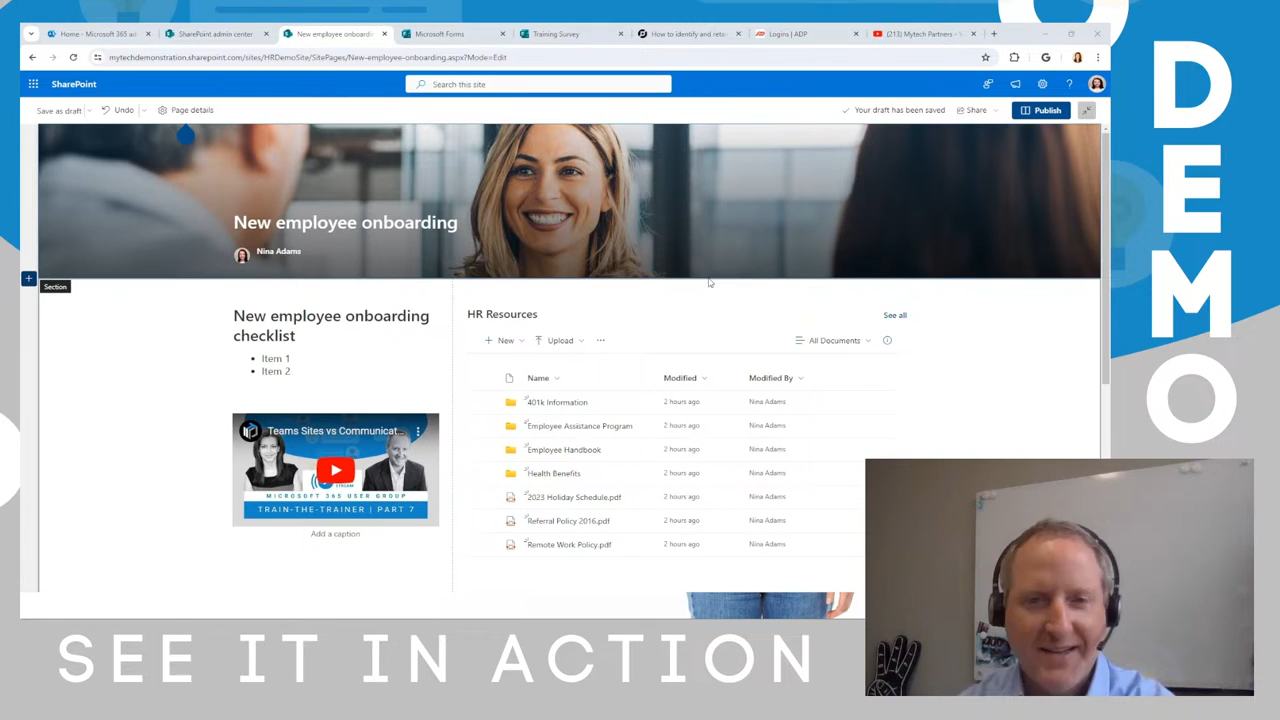 Home - Microsoft 365 ad
SharePoint admin center
New employee onboardin
Microsoft Forms
Training Survey
How to identify and reta
Logins | ADP
(213) Mytech Partners -
mytechdemonstration.sharepoint.com/sites/HRDemoSite/SitePages/New-employee-onboarding.aspx?Mode=Edit
SharePoint
Search this site
Save as draft
Undo
Page details
Your draft has been saved
Share
Publish
New employee onboarding
Nina Adams
Section
New employee onboarding
checklist
• Item 1
• Item 2
Teams Sites vs Communicat...
STREAM
MICROSOFT 365 USER GROUP
TRAIN-THE-TRAINER | PART 7
Add a caption
HR Resources
See all
New
Upload
...
All Documents
Name
Modified
Modified By
401k Information
2 hours ago
Nina Adams
Employee Assistance Program
2 hours ago
Nina Adams
Employee Handbook
2 hours ago
Nina Adams
Health Benefits
2 hours ago
Nina Adams
2023 Holiday Schedule.pdf
2 hours ago
Nina Adams
Referral Policy 2016.pdf
2 hours ago
Nina Adams
Remote Work Policy.pdf
2 hours ago
Nina Adams
DEMO
SEE IT IN ACTION